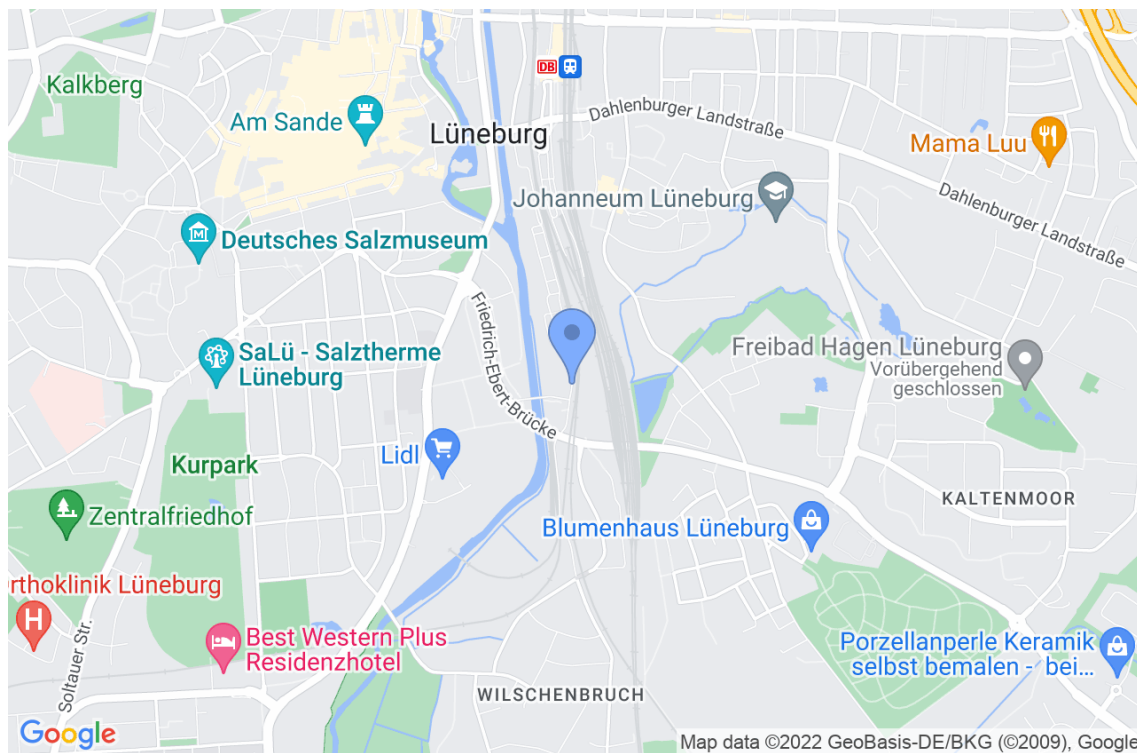 Kalkberg
DB
Am Sande
Lüneburg
Dahlenburger Landstraße
Mama Luu
Johanneum Lüneburg
Dahlenburger Landstraße
M
Deutsches Salzmuseum
Friedrich-Ebert-Brücke
SaLü - Salztherme
Lüneburg
Freibad Hagen Lüneburg
Vorübergehend
geschlossen
Lidl
Kurpark
KALTENMOOR
Zentralfriedhof
Blumenhaus Lüneburg
rthoklinik Lüneburg
H
Soltauer Str.
Best Western Plus
Residenzhotel
Porzellanperle Keramik
selbst bemalen - bei...
WILSCHENBRUCH
Google
Map data ©2022 GeoBasis-DE/BKG (©2009), Google